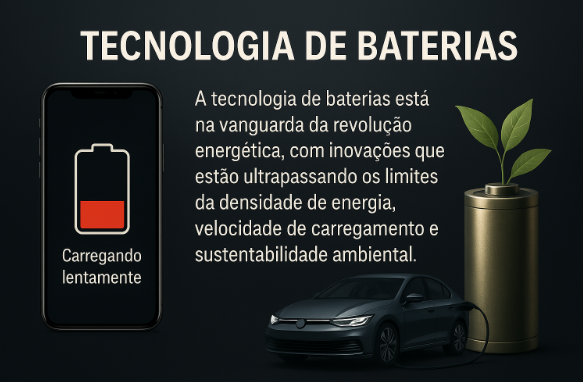 TECNOLOGIA DE BATERIAS
A tecnologia de baterias está
na vanguarda da revolução
energética, com inovações que
estão ultrapassando os limites
da densidade de energia,
velocidade de carregamento e
sustentabilidade ambiental.
Carregando
lentamente